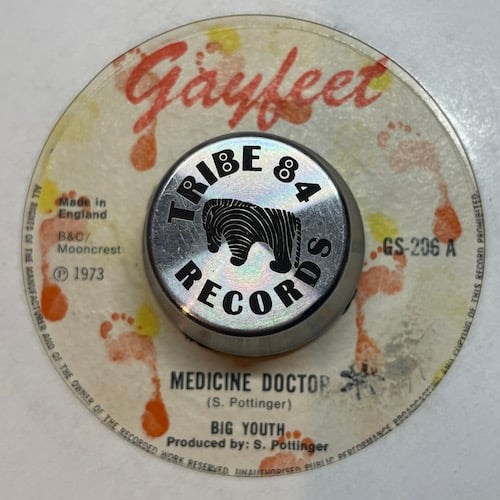 Gayfeet
TRIBE 84
RECORDS
Made in
England
B&C/
Mooncrest
℗ 1973
GS-206 A
MEDICINE DOCTOR
(S. Pottinger)
BIG YOUTH
Produced by: S. Pottinger
ALL RIGHTS OF THE MANUFACTURER AND OF THE OWNER OF THE RECORDED WORK RESERVED. UNAUTHORISED PUBLIC PERFORMANCE BROADCASTING AND COPYING OF THIS RECORD PROHIBITED